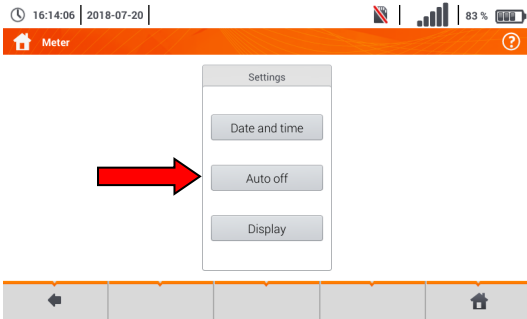 16:14:06 2018-07-20 83 %
Meter ?
Settings
Date and time
Auto off
Display